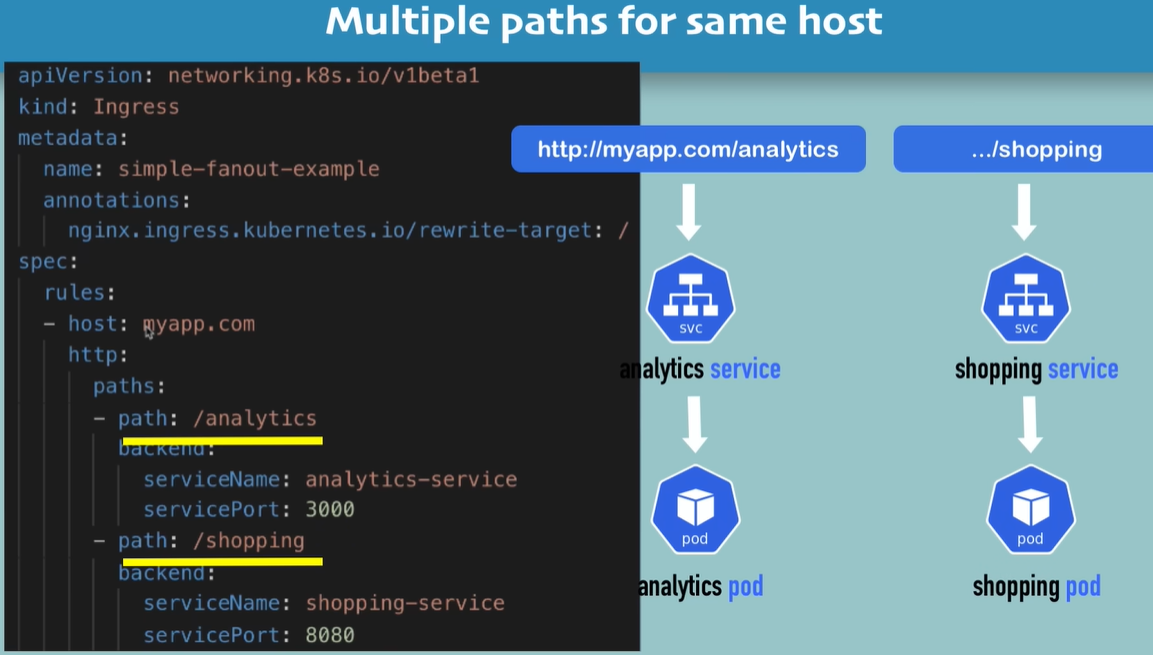 Multiple paths for same host
apiVersion: networking.k8s.io/v1beta1
kind: Ingress
metadata:
name: simple-fanout-example
annotations:
nginx.ingress.kubernetes.io/rewrite-target: /
spec:
rules:
- host: myapp.com
http:
paths:
- path: /analytics
backend:
serviceName: analytics-service
servicePort: 3000
- path: /shopping
backend:
serviceName: shopping-service
servicePort: 8080
http://myapp.com/analytics
svc
analytics service
pod
analytics pod
.../shopping
svc
shopping service
pod
shopping pod